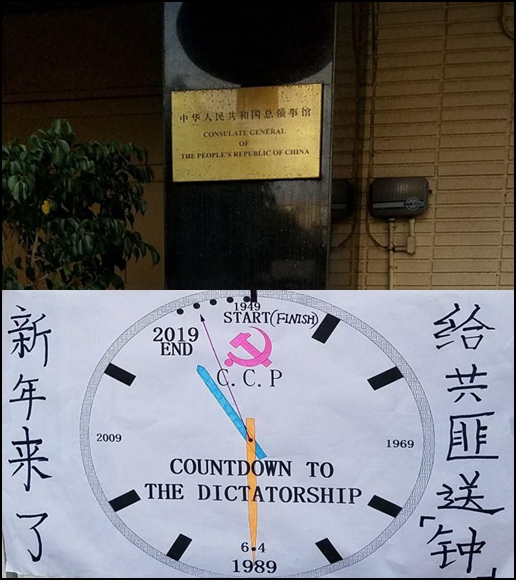 中华人民共和国总领事馆
CONSULATE GENERAL
OF
THE PEOPLE'S REPUBLIC OF CHINA
给共匪送「钟」
新年来了
1949
START(FINISH)
2019
END
C.C.P
2009
1969
COUNTDOWN TO
THE DICTATORSHIP
6 4
1989